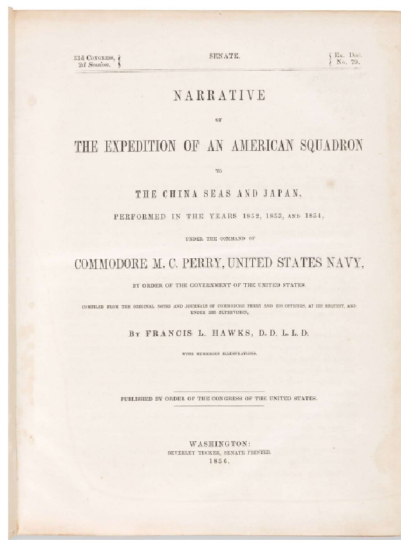 33d Congress, SENATE. Ex. Doc.
2d Session. No. 79.
NARRATIVE
OF
THE EXPEDITION OF AN AMERICAN SQUADRON
TO
THE CHINA SEAS AND JAPAN,
PERFORMED IN THE YEARS 1852, 1853, AND 1854,
UNDER THE COMMAND OF
COMMODORE M. C. PERRY, UNITED STATES NAVY,
BY ORDER OF THE GOVERNMENT OF THE UNITED STATES.
COMPILED FROM THE ORIGINAL NOTES AND JOURNALS OF COMMODORE PERRY AND HIS OFFICERS, AT HIS REQUEST, AND
UNDER HIS SUPERVISION,
BY FRANCIS L. HAWKS, D. D. L. L. D.
WITH NUMEROUS ILLUSTRATIONS.
PUBLISHED BY ORDER OF THE CONGRESS OF THE UNITED STATES.
WASHINGTON:
BEVERLEY TUCKER, SENATE PRINTER.
1856.